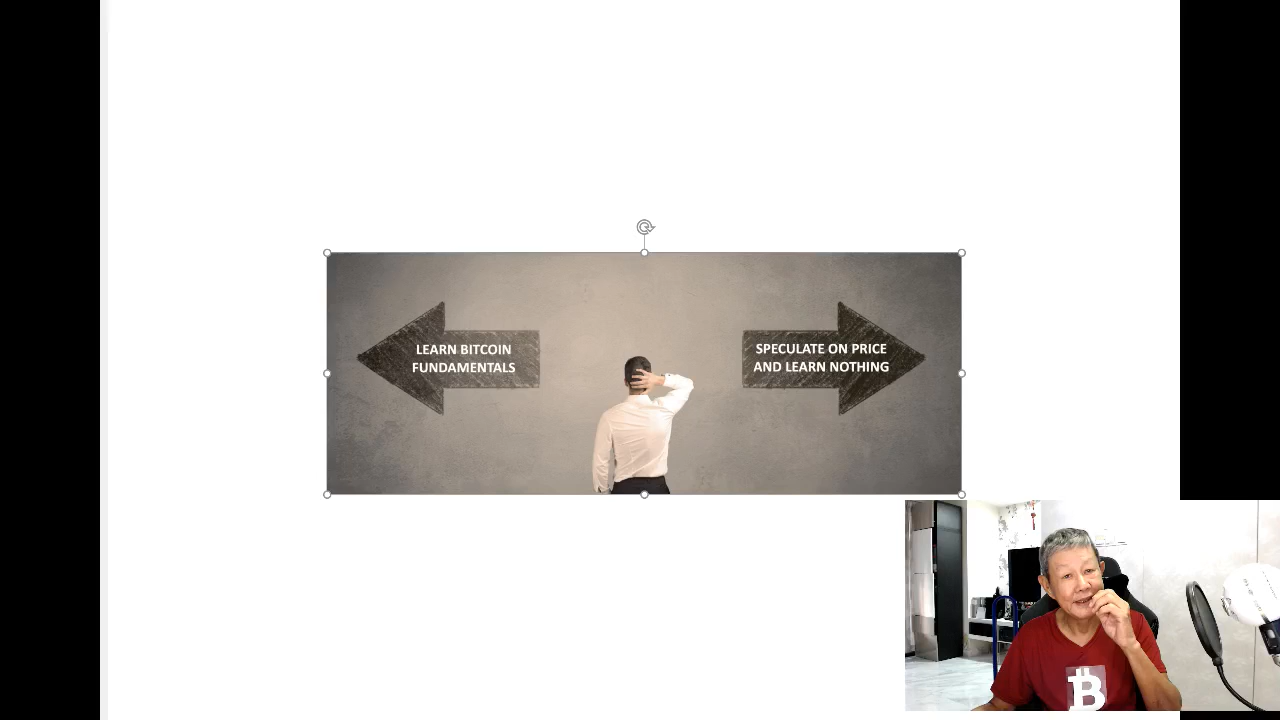 LEARN BITCOIN
FUNDAMENTALS
SPECULATE ON PRICE
AND LEARN NOTHING